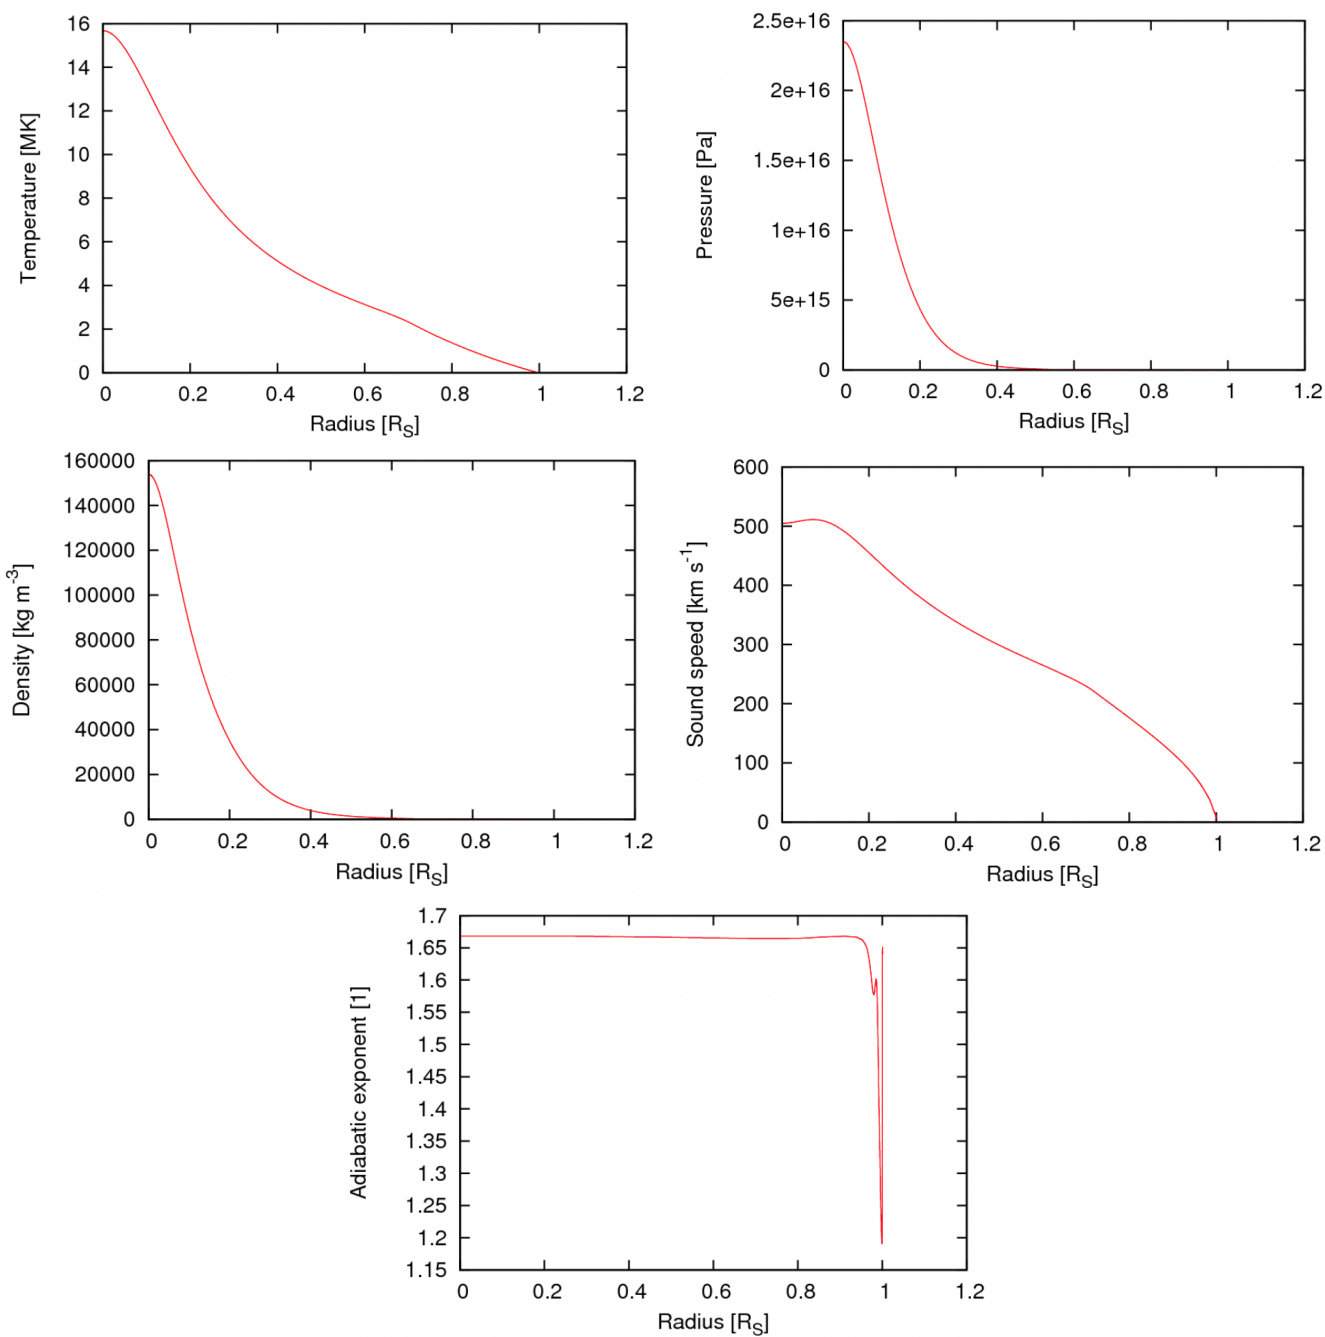 16
14
12
10
8
6
4
2
0
Temperature [MK]
0 0.2 0.4 0.6 0.8 1 1.2
Radius [R_S]
2.5e+16
2e+16
1.5e+16
1e+16
5e+15
0
Pressure [Pa]
0 0.2 0.4 0.6 0.8 1 1.2
Radius [R_S]
160000
140000
120000
100000
80000
60000
40000
20000
0
Density [kg m^-3]
0 0.2 0.4 0.6 0.8 1 1.2
Radius [R_S]
600
500
400
300
200
100
0
Sound speed [km s^-1]
0 0.2 0.4 0.6 0.8 1 1.2
Radius [R_S]
1.7
1.65
1.6
1.55
1.5
1.45
1.4
1.35
1.3
1.25
1.2
1.15
Adiabatic exponent [1]
0 0.2 0.4 0.6 0.8 1 1.2
Radius [R_S]